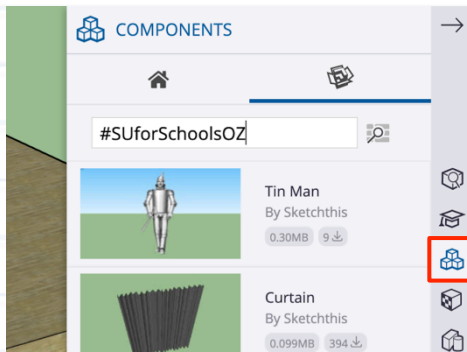 COMPONENTS
#SUforSchoolsOZ
Tin Man
By Sketchthis
0.30MB 9
Curtain
By Sketchthis
0.099MB 394